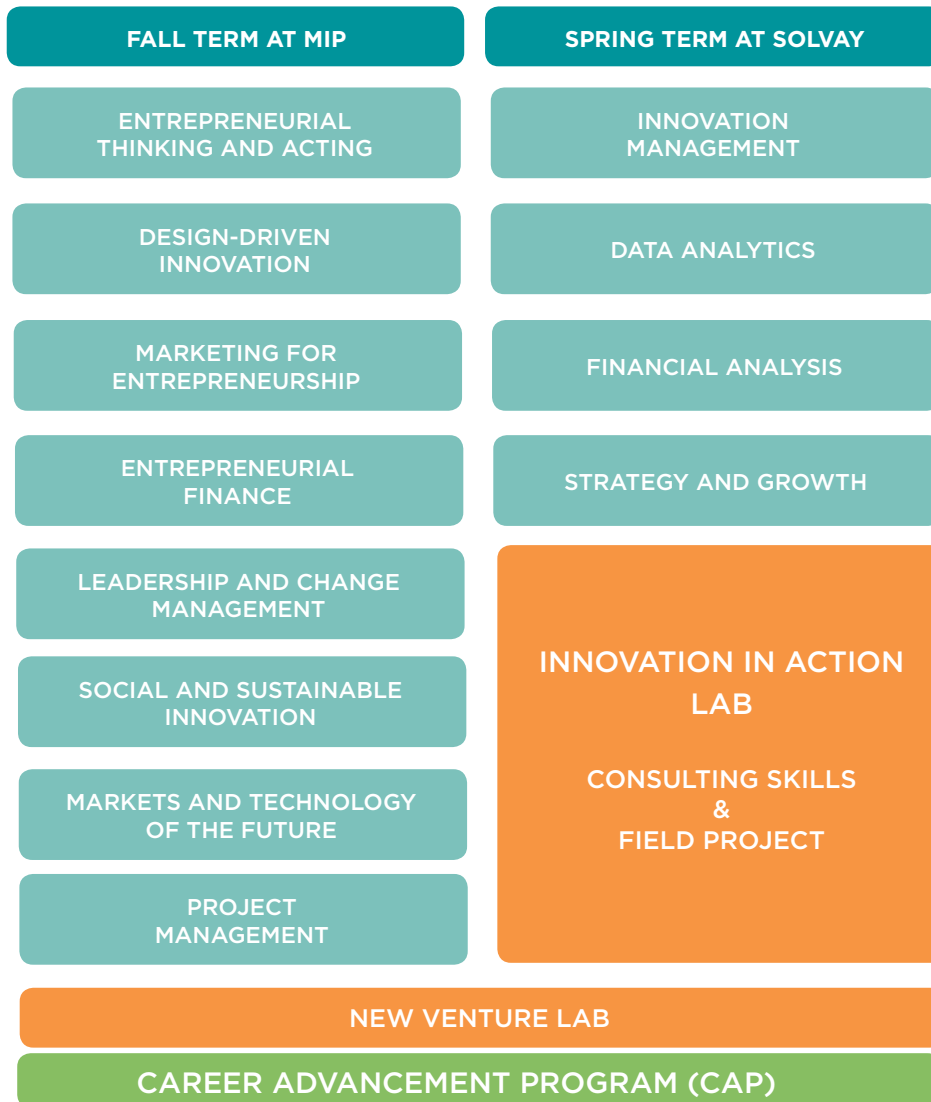 FALL TERM AT MIP
ENTREPRENEURIAL
THINKING AND ACTING
DESIGN-DRIVEN
INNOVATION
MARKETING FOR
ENTREPRENEURSHIP
ENTREPRENEURIAL
FINANCE
LEADERSHIP AND CHANGE
MANAGEMENT
SOCIAL AND SUSTAINABLE
INNOVATION
MARKETS AND TECHNOLOGY
OF THE FUTURE
PROJECT
MANAGEMENT
SPRING TERM AT SOLVAY
INNOVATION
MANAGEMENT
DATA ANALYTICS
FINANCIAL ANALYSIS
STRATEGY AND GROWTH
INNOVATION IN ACTION
LAB
CONSULTING SKILLS
&
FIELD PROJECT
NEW VENTURE LAB
CAREER ADVANCEMENT PROGRAM (CAP)